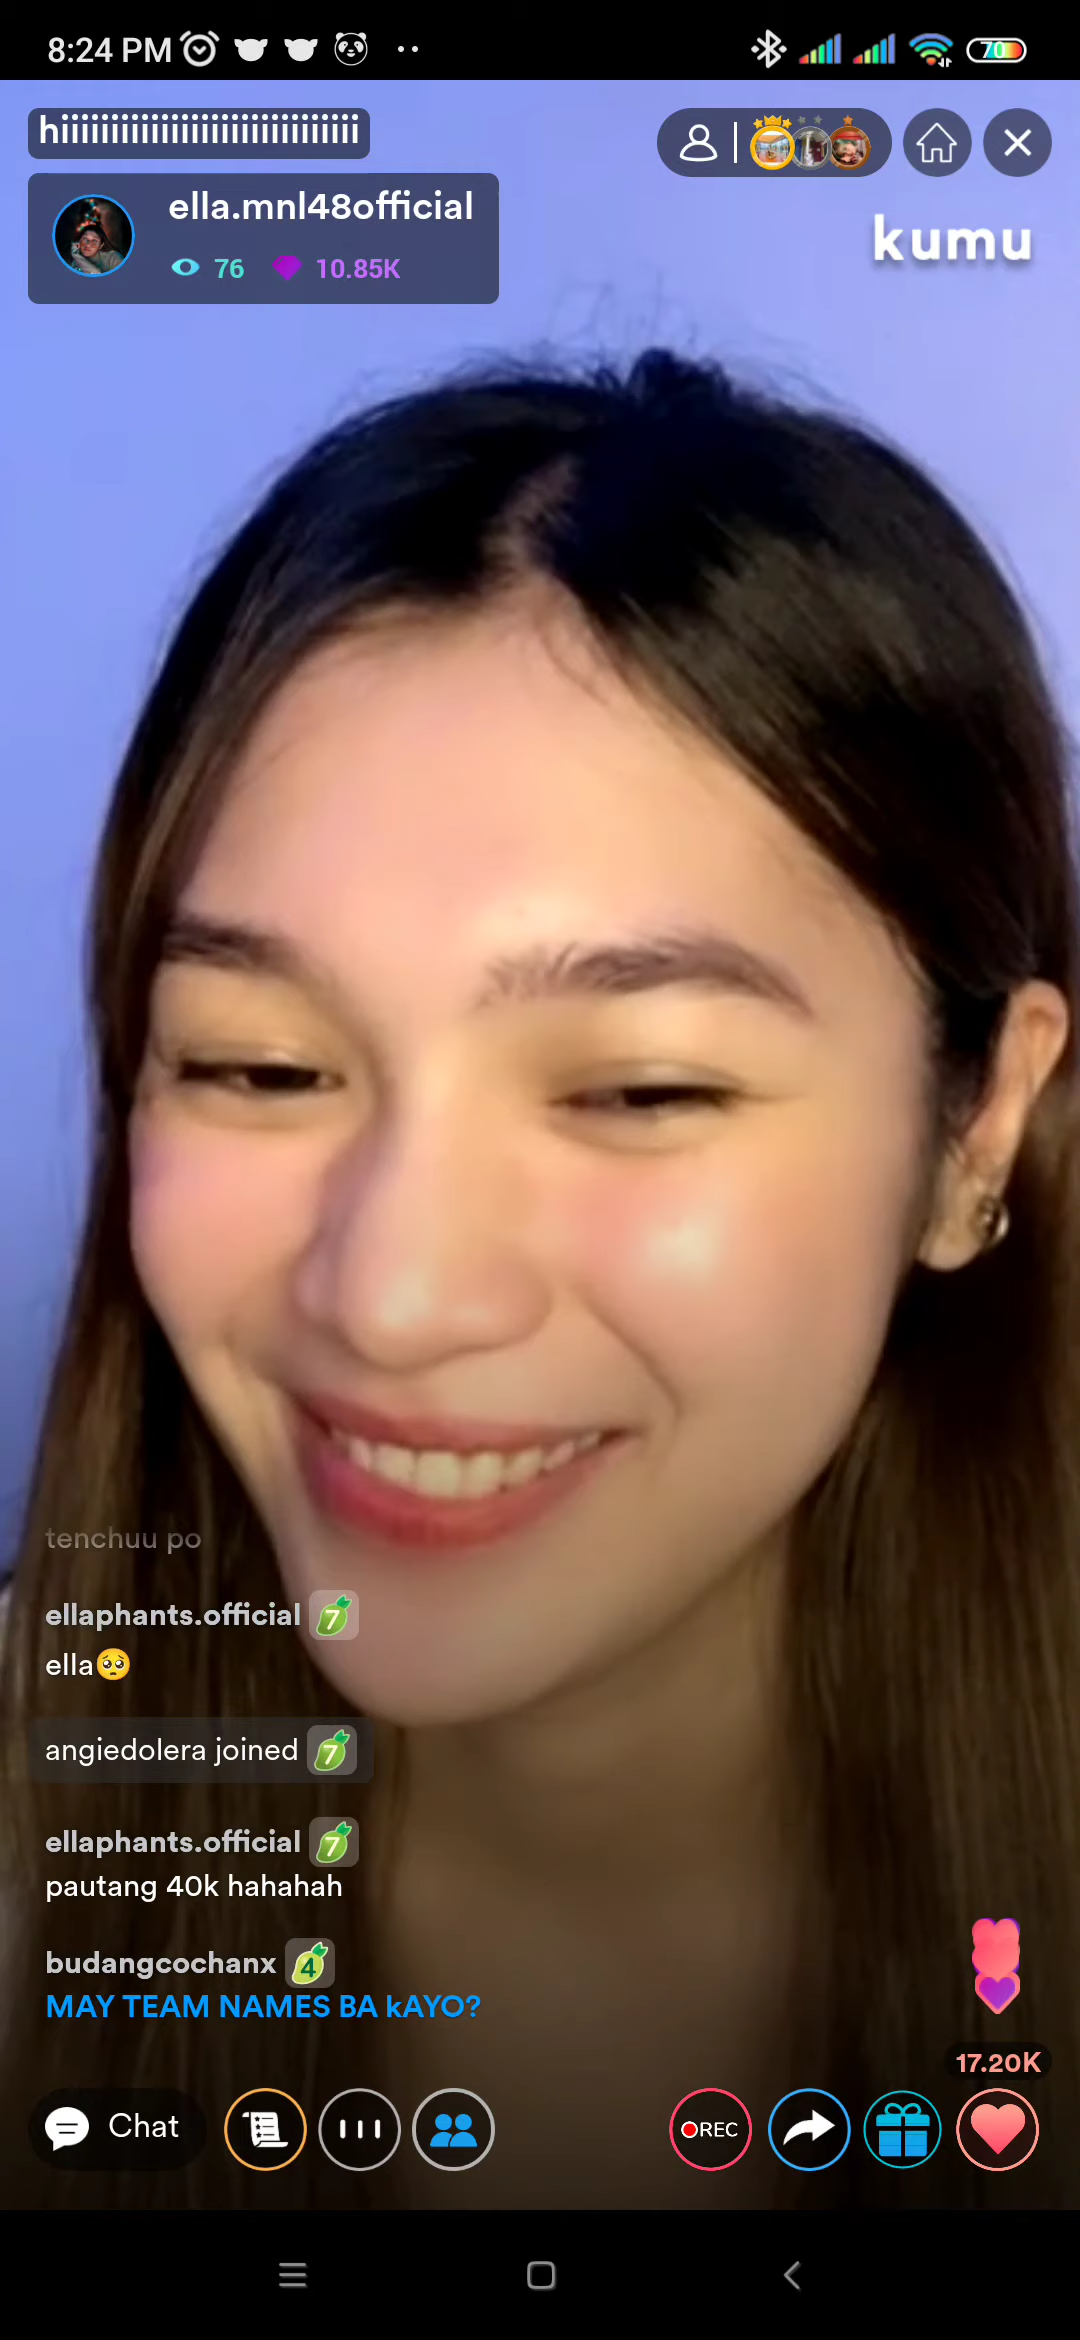 8:24 PM
70
hiiiiiiiiiiiiiiiiiiiiiiiiiiiii
ella.mnl48official
76 10.85K
kumu
tenchuu po
ellaphants.official 7
ella🥺
angiedolera joined 7
ellaphants.official 7
pautang 40k hahahah
budangcochanx 4
MAY TEAM NAMES BA kAYO?
17.20K
Chat
REC